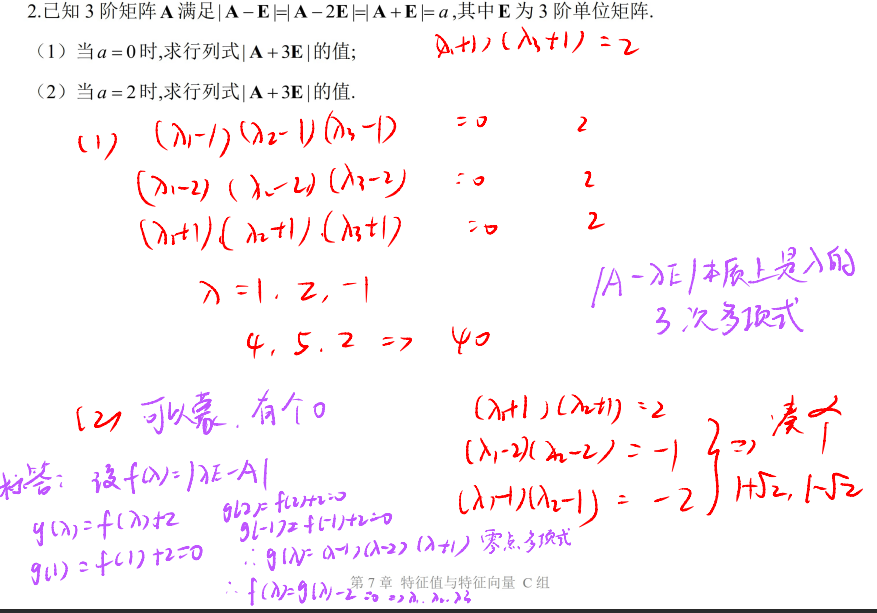 2.已知 3 阶矩阵 A 满足| A − E |=| A − 2E |=| A + E |= a ,其中 E 为 3 阶单位矩阵.
(λ₁+1) (λ₃+1) = 2
（1）当 a = 0 时,求行列式| A + 3E | 的值;
（2）当 a = 2 时,求行列式| A + 3E | 的值.
(1) (λ₁-1) (λ₂-1) (λ₃-1) =0 2
(λ₁-2) (λ₂-2) (λ₃-2) =0 2
(λ₁+1).(λ₂+1).(λ₃+1) =0 2
λ = 1. 2, -1
|A-λE|本质上是λ的
3 次多项式
4, 5. 2 => 40
(2) 可以蒙. 有个0
(λ₁+1)(λ₂+1) = 2
(λ₁-2)(λ₂-2) = -1
(λ₁-1)(λ₂-1) = -2
=> 凑个
1+√2, 1-√2
标答: 设f(λ)=|λE-A|
g(λ)=f(λ)+2
g(1)=f(1)+2=0
g(2)=f(2)+2=0
g(-1)=f(-1)+2=0
∴ g(λ)=(λ-1)(λ-2)(λ+1) 零点多项式
∴ f(λ)=g(λ)-2=0 =>λ₁.λ₂.λ₃
第 7 章 特征值与特征向量 C 组